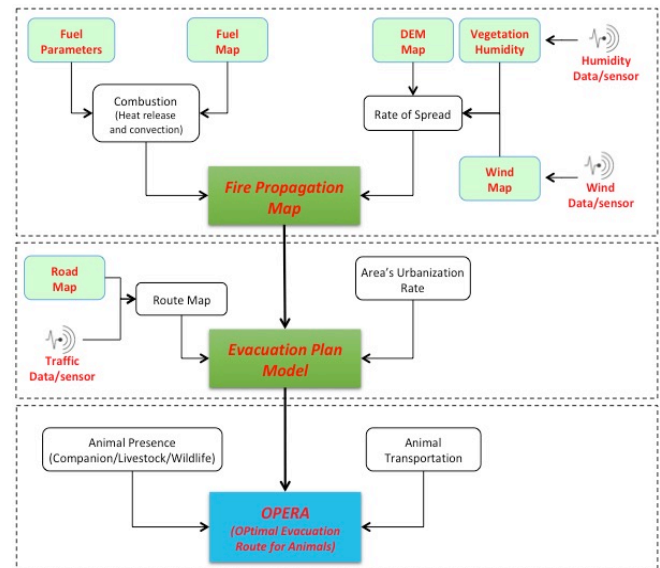 Fuel
Parameters
Fuel
Map
DEM
Map
Vegetation
Humidity
Humidity
Data/sensor
Combustion
(Heat release
and convection)
Rate of Spread
Wind
Map
Wind
Data/sensor
Fire Propagation
Map
Road
Map
Route Map
Area's Urbanization
Rate
Traffic
Data/sensor
Evacuation Plan
Model
Animal Presence
(Companion/Livestock/Wildlife)
Animal
Transportation
OPERA
(OPtimal Evacuation
Route for Animals)